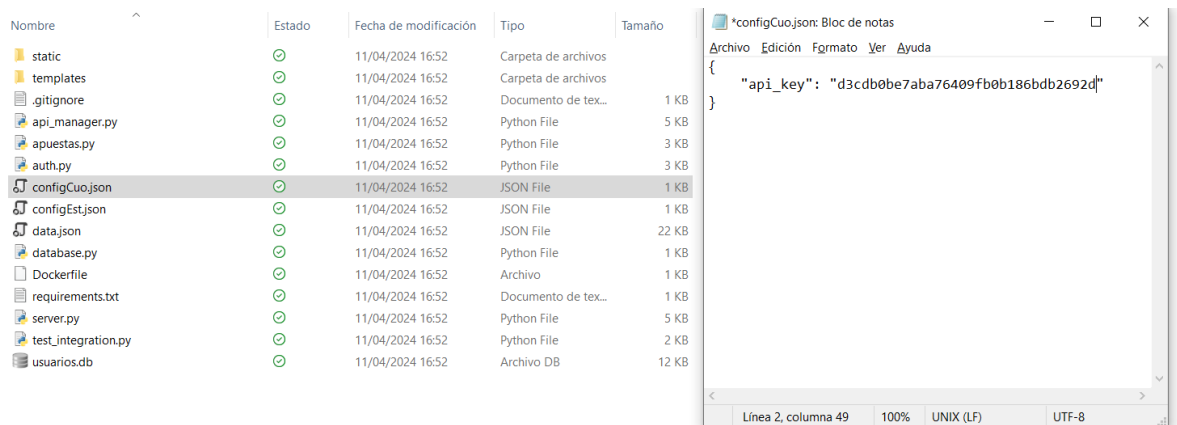 Nombre Estado Fecha de modificación Tipo Tamaño
static 11/04/2024 16:52 Carpeta de archivos
templates 11/04/2024 16:52 Carpeta de archivos
.gitignore 11/04/2024 16:52 Documento de tex... 1 KB
api_manager.py 11/04/2024 16:52 Python File 5 KB
apuestas.py 11/04/2024 16:52 Python File 3 KB
auth.py 11/04/2024 16:52 Python File 3 KB
configCuo.json 11/04/2024 16:52 JSON File 1 KB
configEst.json 11/04/2024 16:52 JSON File 1 KB
data.json 11/04/2024 16:52 JSON File 22 KB
database.py 11/04/2024 16:52 Python File 1 KB
Dockerfile 11/04/2024 16:52 Archivo 1 KB
requirements.txt 11/04/2024 16:52 Documento de tex... 1 KB
server.py 11/04/2024 16:52 Python File 5 KB
test_integration.py 11/04/2024 16:52 Python File 2 KB
usuarios.db 11/04/2024 16:52 Archivo DB 12 KB
*configCuo.json: Bloc de notas
Archivo Edición Formato Ver Ayuda
{
"api_key": "d3cdb0be7aba76409fb0b186bdb2692d"
}
Línea 2, columna 49 100% UNIX (LF) UTF-8